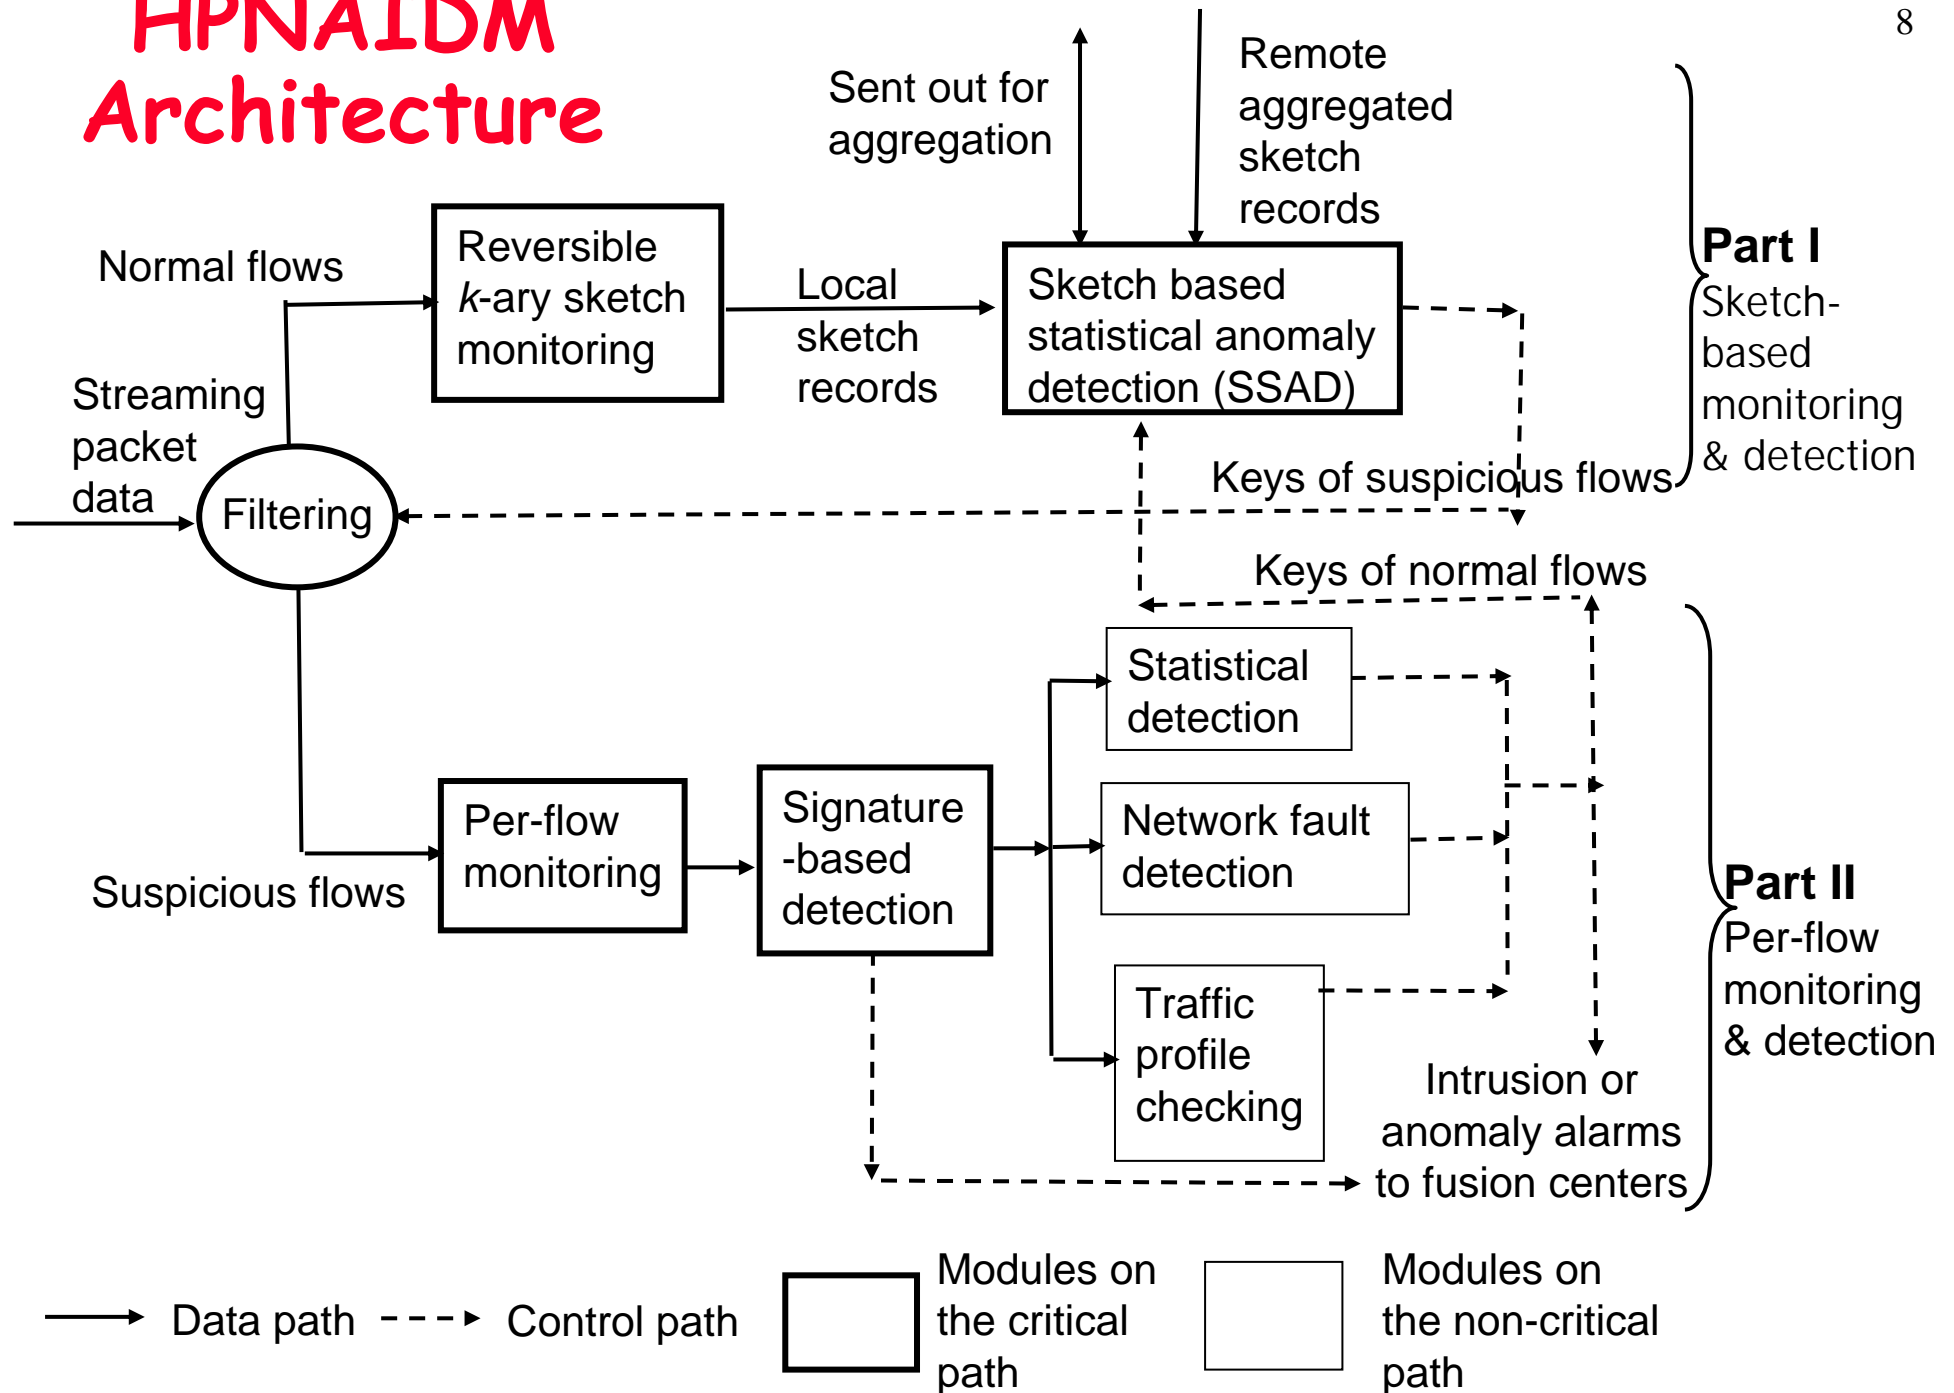 HPNAIDM
Architecture
8
Sent out for
aggregation
Remote
aggregated
sketch
records
Normal flows
Reversible
k-ary sketch
monitoring
Local
sketch
records
Sketch based
statistical anomaly
detection (SSAD)
Part I
Sketch-
based
monitoring
& detection
Streaming
packet
data
Filtering
Keys of suspicious flows
Keys of normal flows
Statistical
detection
Suspicious flows
Per-flow
monitoring
Signature
-based
detection
Network fault
detection
Traffic
profile
checking
Part II
Per-flow
monitoring
& detection
Intrusion or
anomaly alarms
to fusion centers
Data path
Control path
Modules on
the critical
path
Modules on
the non-critical
path